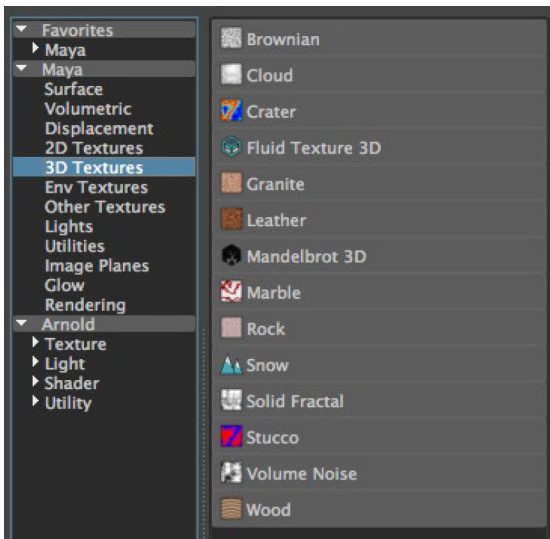 Favorites
Maya
Maya
Surface
Volumetric
Displacement
2D Textures
3D Textures
Env Textures
Other Textures
Lights
Utilities
Image Planes
Glow
Rendering
Arnold
Texture
Light
Shader
Utility
Brownian
Cloud
Crater
Fluid Texture 3D
Granite
Leather
Mandelbrot 3D
Marble
Rock
Snow
Solid Fractal
Stucco
Volume Noise
Wood